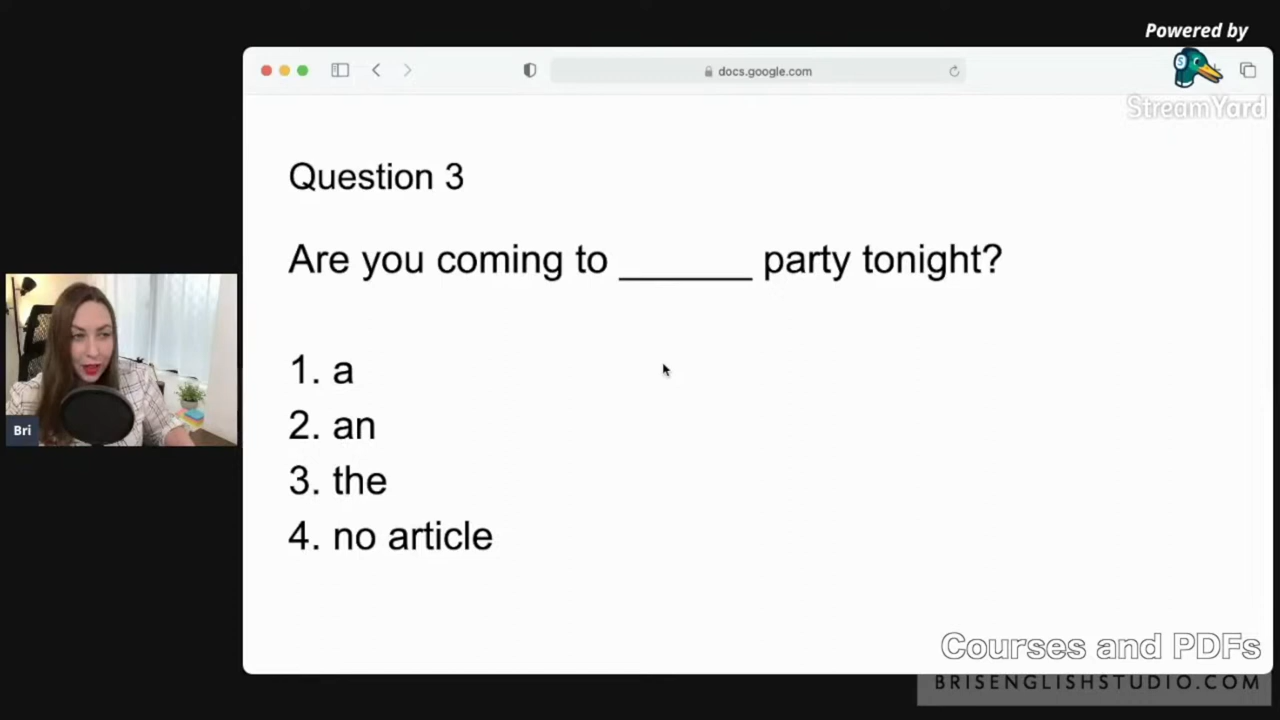 Powered by
docs.google.com
S
StreamYard
Question 3
Are you coming to ______ party tonight?
1. a
2. an
3. the
4. no article
Bri
Courses and PDFs
BRISENGLISHSTUDIO.COM